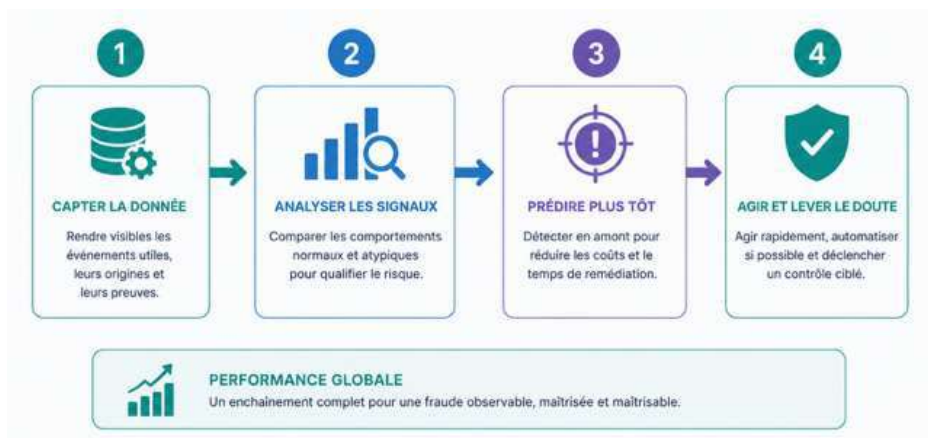 1
2
3
4
CAPTER LA DONNÉE
Rendre visibles les
événements utiles,
leurs origines et
leurs preuves.
ANALYSER LES SIGNAUX
Comparer les comportements
normaux et atypiques
pour qualifier le risque.
PRÉDIRE PLUS TÔT
Détecter en amont pour
réduire les coûts et le
temps de remédiation.
AGIR ET LEVER LE DOUTE
Agir rapidement, automatiser
si possible et déclencher
un contrôle ciblé.
PERFORMANCE GLOBALE
Un enchaînement complet pour une fraude observable, maîtrisée et maîtrisable.